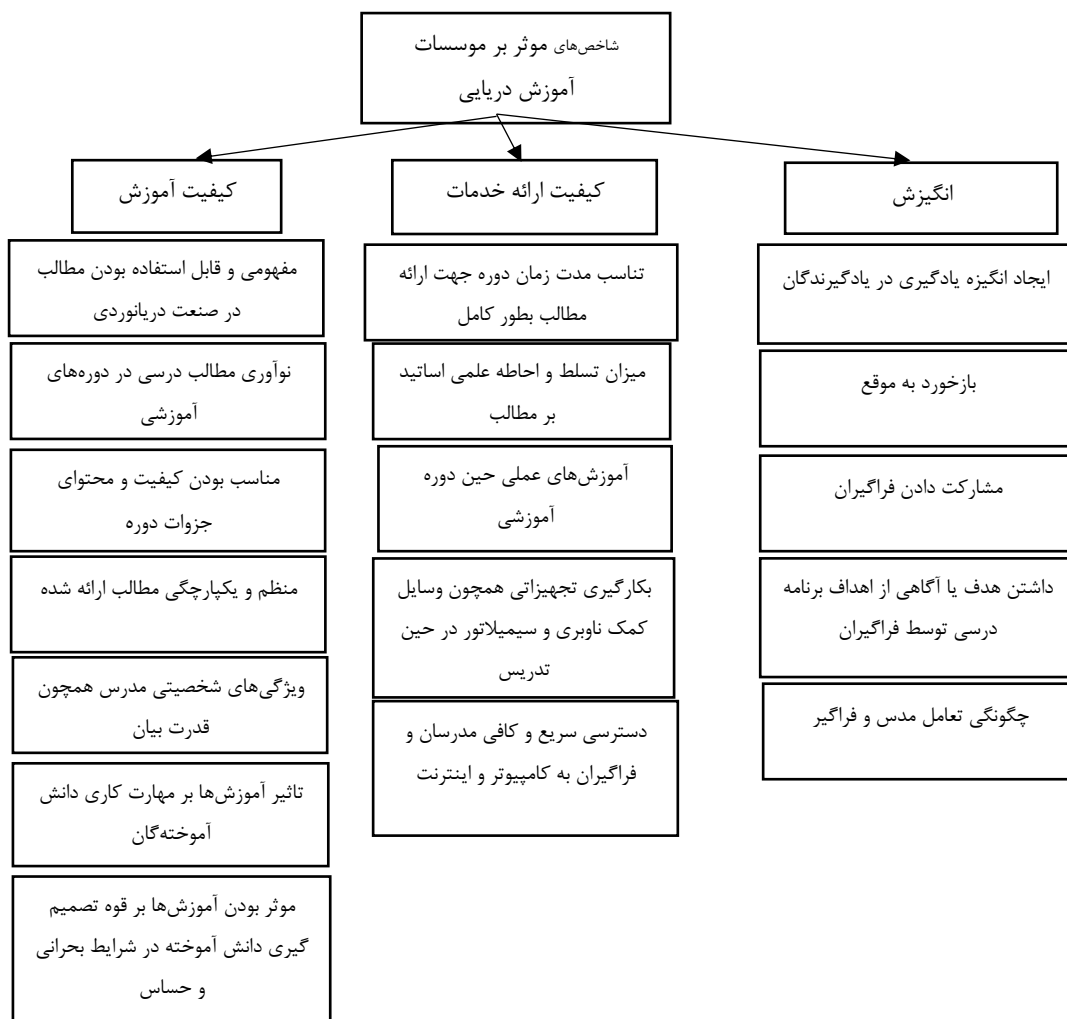 شاخص‌های موثر بر موسسات
آموزش دریایی
انگیزش
ایجاد انگیزه یادگیری در یادگیرندگان
بازخورد به موقع
مشارکت دادن فراگیران
داشتن هدف یا آگاهی از اهداف برنامه
درسی توسط فراگیران
چگونگی تعامل مدس و فراگیر
کیفیت ارائه خدمات
تناسب مدت زمان دوره جهت ارائه
مطالب بطور کامل
میزان تسلط و احاطه علمی اساتید
بر مطالب
آموزش‌های عملی حین دوره
آموزشی
بکارگیری تجهیزاتی همچون وسایل
کمک ناوبری و سیمیلاتور در حین
تدریس
دسترسی سریع و کافی مدرسان و
فراگیران به کامپیوتر و اینترنت
کیفیت آموزش
مفهومی و قابل استفاده بودن مطالب
در صنعت دریانوردی
نوآوری مطالب درسی در دوره‌های
آموزشی
مناسب بودن کیفیت و محتوای
جزوات دوره
منظم و یکپارچگی مطالب ارائه شده
ویژگی‌های شخصیتی مدرس همچون
قدرت بیان
تاثیر آموزش‌ها بر مهارت کاری دانش
آموخته‌گان
موثر بودن آموزش‌ها بر قوه تصمیم
گیری دانش آموخته در شرایط بحرانی
و حساس